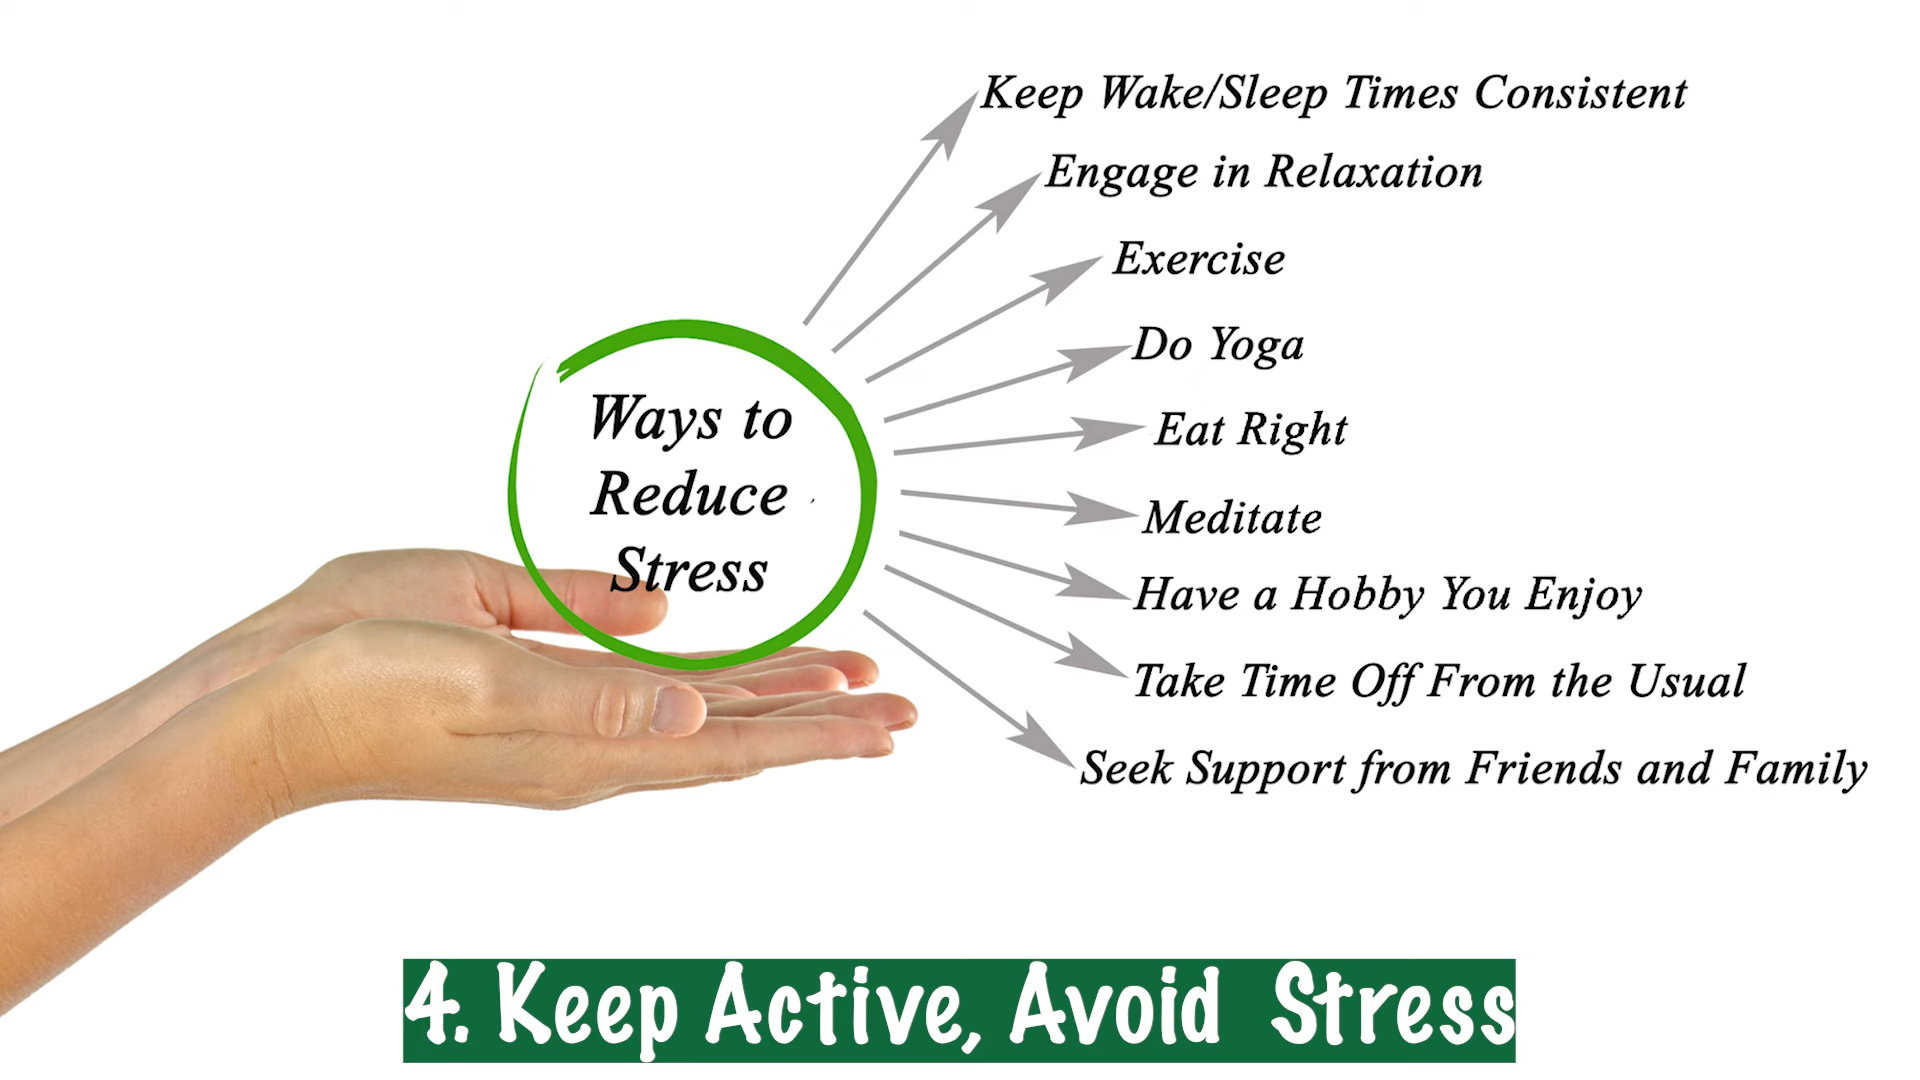 Keep Wake/Sleep Times Consistent
Engage in Relaxation
Exercise
Do Yoga
Eat Right
Meditate
Have a Hobby You Enjoy
Take Time Off From the Usual
Seek Support from Friends and Family
Ways to
Reduce
Stress
4. Keep Active, Avoid Stress